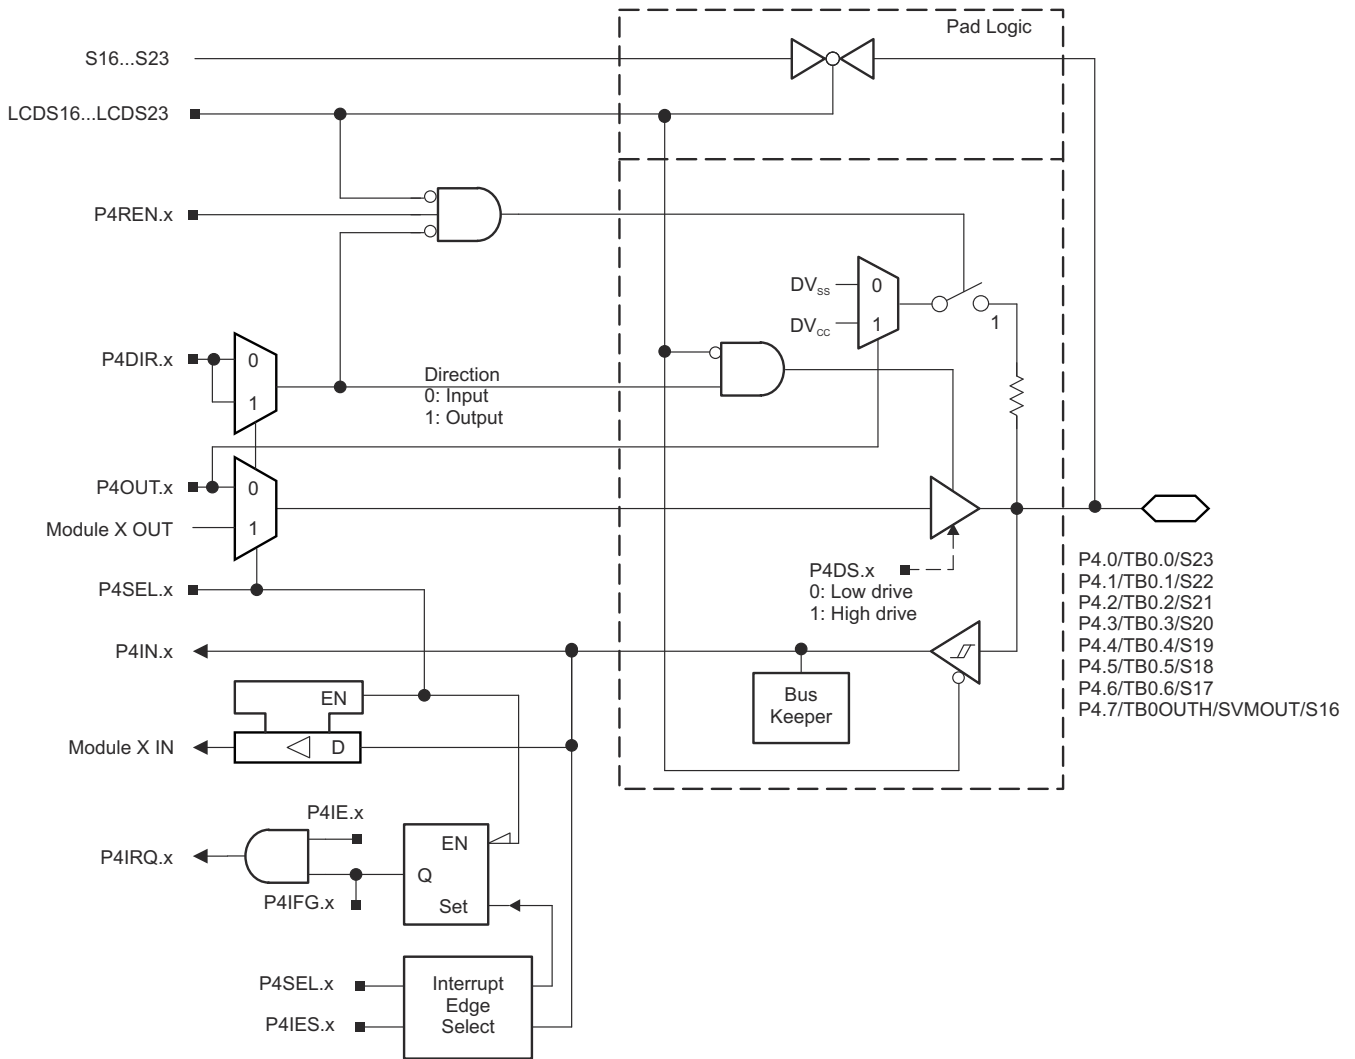 Pad Logic
S16...S23
LCDS16...LCDS23
P4REN.x
DVSS
0
DVCC
1
1
P4DIR.x
0
1
Direction
0: Input
1: Output
P4OUT.x
0
Module X OUT
1
P4SEL.x
P4DS.x
0: Low drive
1: High drive
P4.0/TB0.0/S23
P4.1/TB0.1/S22
P4.2/TB0.2/S21
P4.3/TB0.3/S20
P4.4/TB0.4/S19
P4.5/TB0.5/S18
P4.6/TB0.6/S17
P4.7/TB0OUTH/SVMOUT/S16
P4IN.x
Bus
Keeper
EN
Module X IN
D
P4IE.x
P4IRQ.x
EN
Q
P4IFG.x
Set
P4SEL.x
P4IES.x
Interrupt
Edge
Select